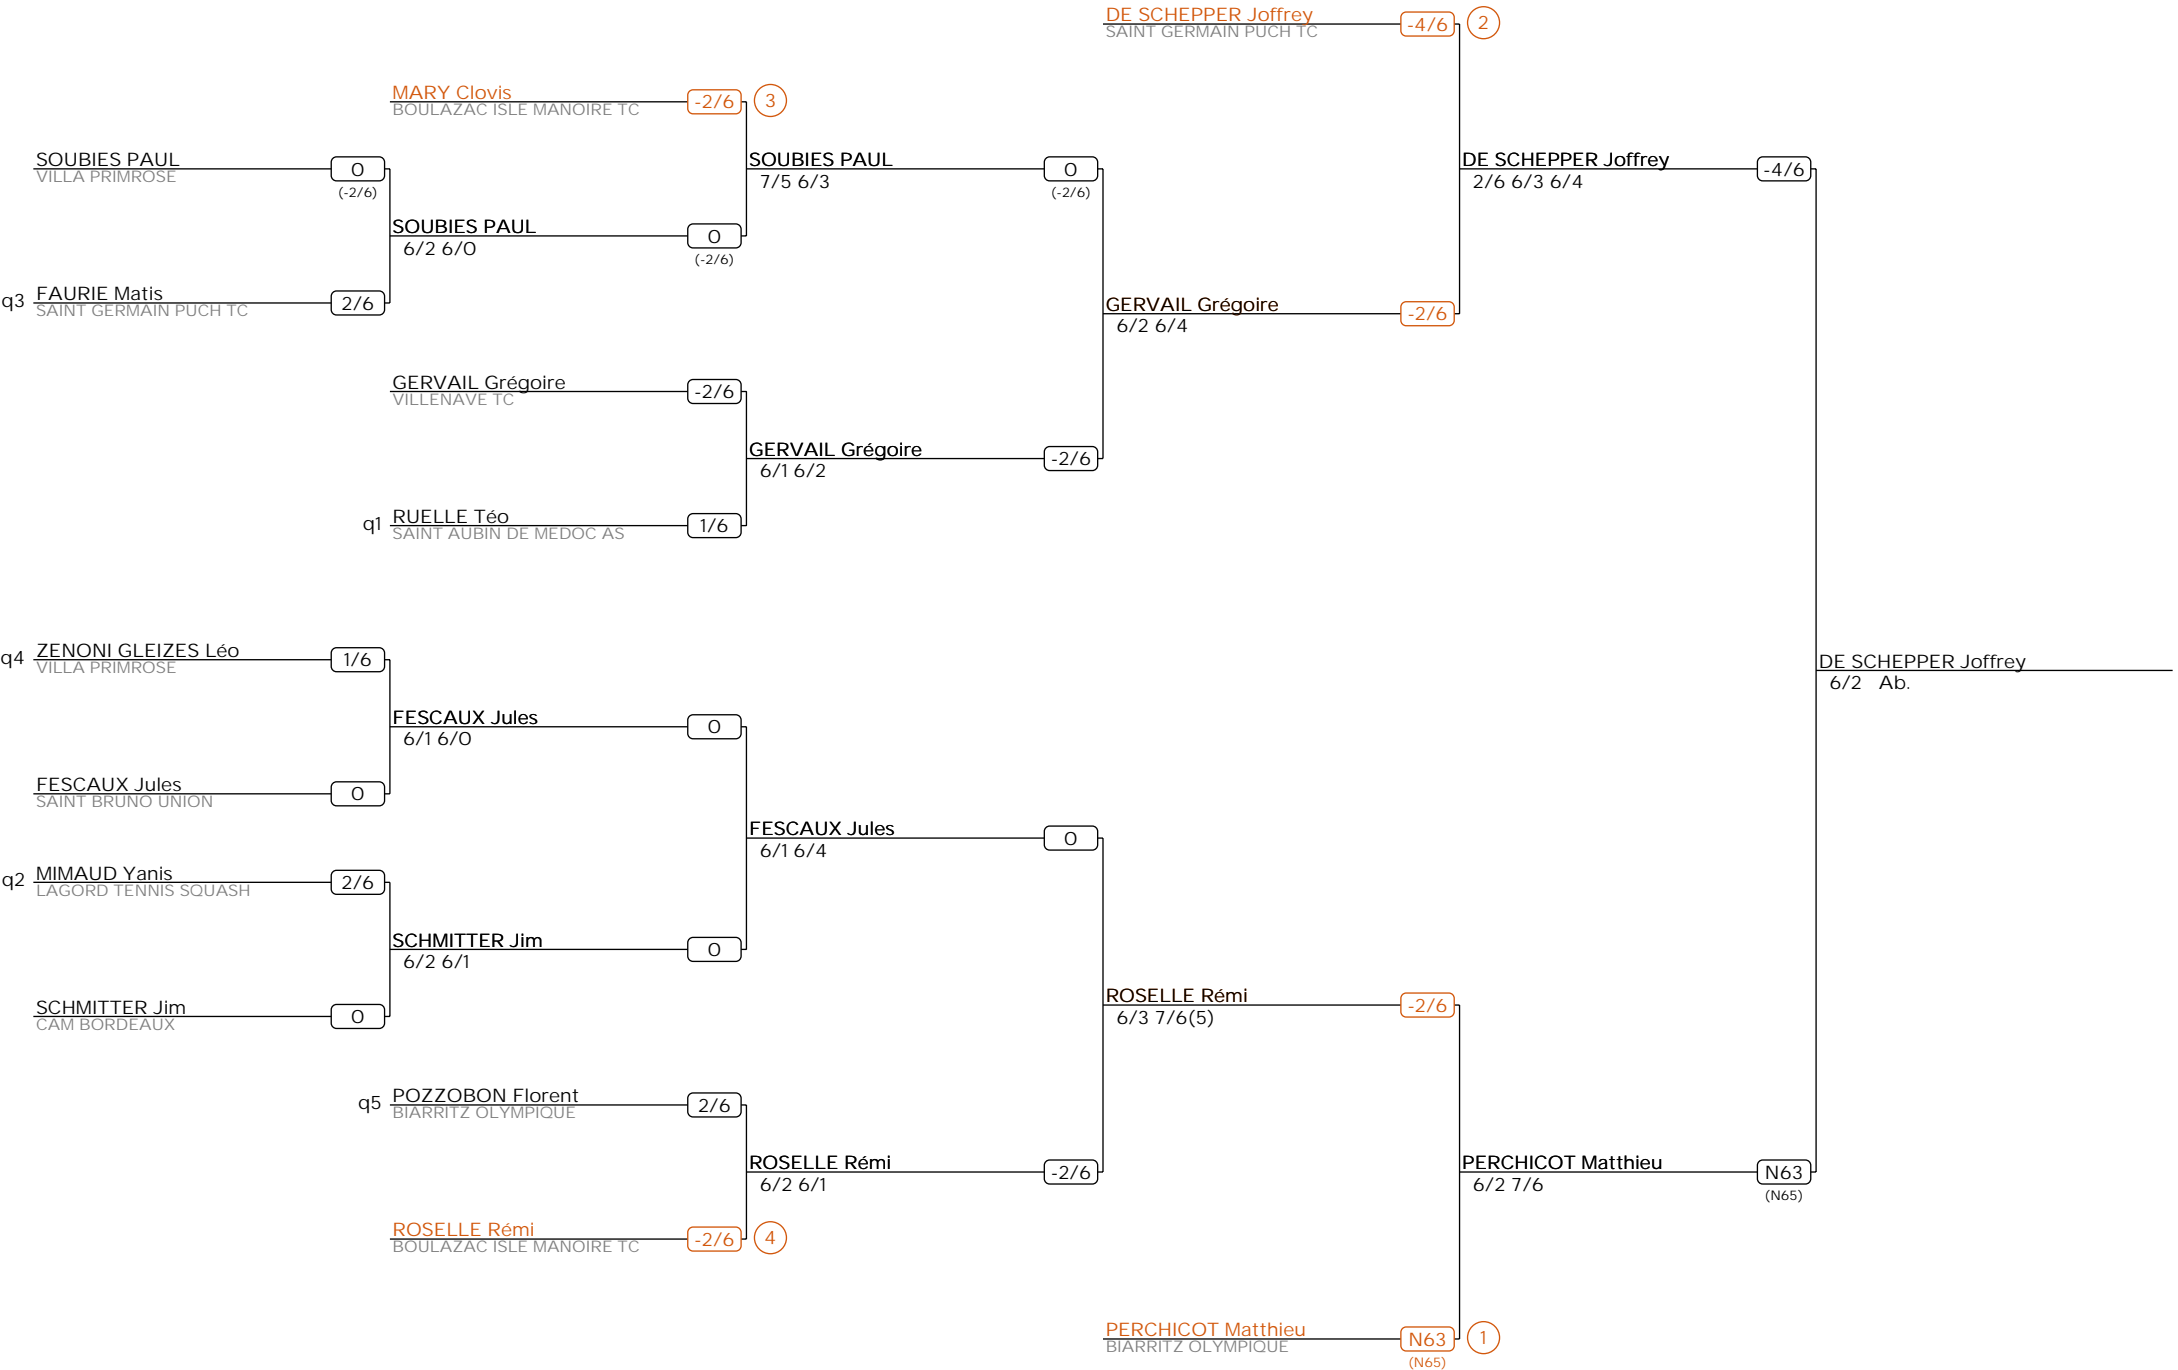 DE SCHEPPER Joffrey -4/6 2
SAINT GERMAIN PUCH TC
MARY Clovis -2/6 3
BOULAZAC ISLE MANOIRE TC
SOUBIES PAUL 0
VILLA PRIMROSE
(-2/6)
SOUBIES PAUL 0
7/5 6/3
(-2/6)
DE SCHEPPER Joffrey -4/6
2/6 6/3 6/4
SOUBIES PAUL 0
6/2 6/0
(-2/6)
q3 FAURIE Matis 2/6
SAINT GERMAIN PUCH TC
GERVAIL Grégoire -2/6
6/2 6/4
GERVAIL Grégoire -2/6
VILLENAVE TC
GERVAIL Grégoire -2/6
6/1 6/2
q1 RUELLE Téo 1/6
SAINT AUBIN DE MEDOC AS
q4 ZENONI GLEIZES Léo 1/6
VILLA PRIMROSE
DE SCHEPPER Joffrey
6/2 Ab.
FESCAUX Jules 0
6/1 6/0
FESCAUX Jules 0
SAINT BRUNO UNION
FESCAUX Jules 0
6/1 6/4
q2 MIMAUD Yanis 2/6
LAGORD TENNIS SQUASH
SCHMITTER Jim 0
6/2 6/1
SCHMITTER Jim 0
CAM BORDEAUX
ROSELLE Rémi -2/6
6/3 7/6(5)
q5 POZZOBON Florent 2/6
BIARRITZ OLYMPIQUE
ROSELLE Rémi -2/6
6/2 6/1
PERCHICOT Matthieu N63
6/2 7/6
(N65)
ROSELLE Rémi -2/6 4
BOULAZAC ISLE MANOIRE TC
PERCHICOT Matthieu N63 1
BIARRITZ OLYMPIQUE
(N65)